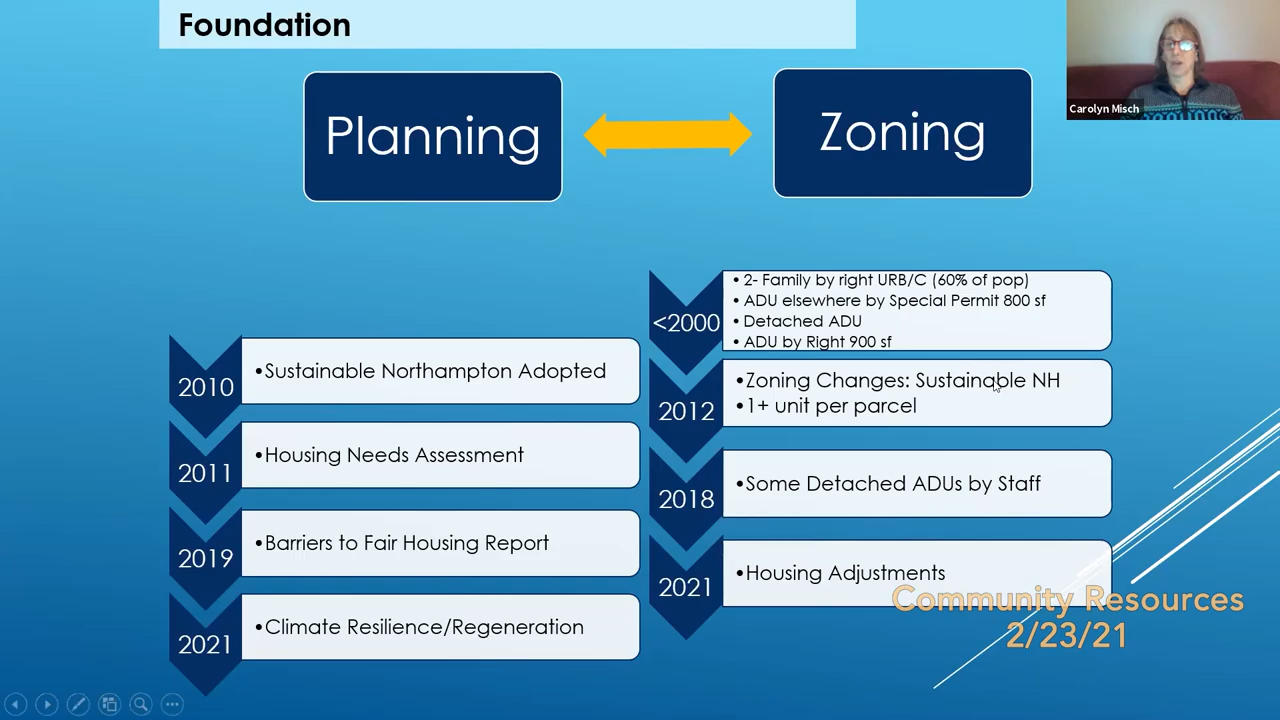 Foundation
Planning
Zoning
Carolyn Misch
2010
•Sustainable Northampton Adopted
2011
•Housing Needs Assessment
2019
•Barriers to Fair Housing Report
2021
•Climate Resilience/Regeneration
<2000
• 2- Family by right URB/C (60% of pop)
• ADU elsewhere by Special Permit 800 sf
• Detached ADU
• ADU by Right 900 sf
2012
•Zoning Changes: Sustainable NH
•1+ unit per parcel
2018
•Some Detached ADUs by Staff
2021
•Housing Adjustments
Community Resources
2/23/21